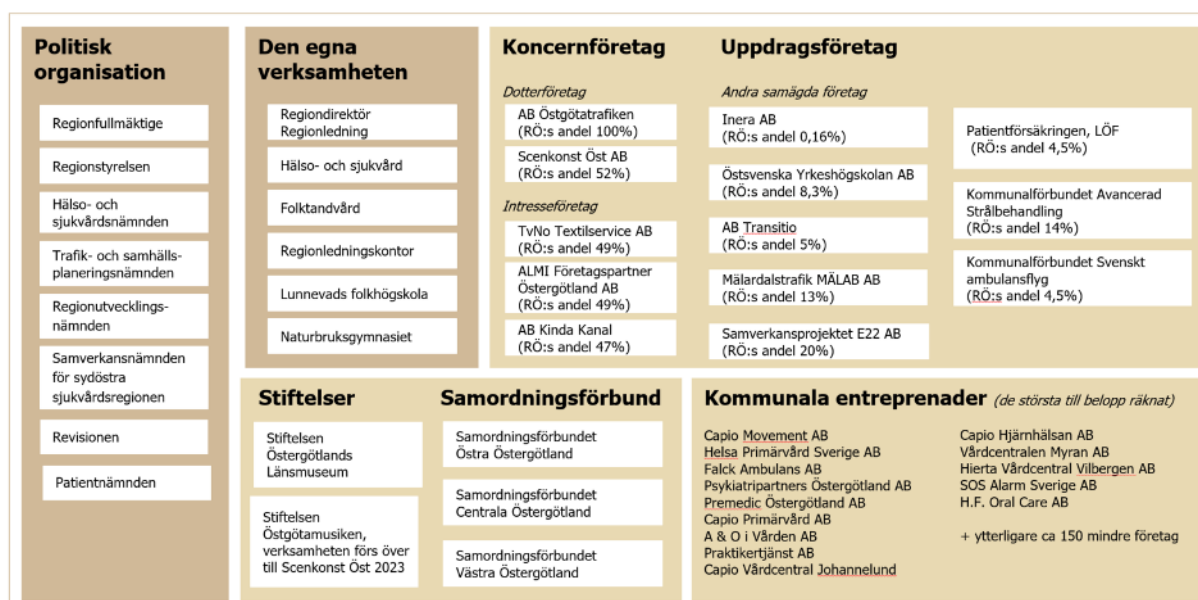 Politisk
organisation
Regionfullmäktige
Regionstyrelsen
Hälso- och
sjukvårdsnämnden
Trafik- och samhälls-
planeringsnämnden
Regionutvecklings-
nämnden
Samverkansnämnden
för sydöstra
sjukvårdsregionen
Revisionen
Patientnämnden
Den egna
verksamheten
Regiondirektör
Regionledning
Hälso- och sjukvård
Folktandvård
Regionledningskontor
Lunnevads folkhögskola
Naturbruksgymnasiet
Koncernföretag
Dotterföretag
AB Östgötatrafiken
(RÖ:s andel 100%)
Scenkonst Öst AB
(RÖ:s andel 52%)
Intresseföretag
TvNo Textilservice AB
(RÖ:s andel 49%)
ALMI Företagspartner
Östergötland AB
(RÖ:s andel 49%)
AB Kinda Kanal
(RÖ:s andel 47%)
Uppdragsföretag
Andra samägda företag
Inera AB
(RÖ:s andel 0,16%)
Östsvenska Yrkeshögskolan AB
(RÖ:s andel 8,3%)
AB Transitio
(RÖ:s andel 5%)
Mälardalstrafik MÄLAB AB
(RÖ:s andel 13%)
Samverkansprojektet E22 AB
(RÖ:s andel 20%)
Patientförsäkringen, LÖF
(RÖ:s andel 4,5%)
Kommunalförbundet Avancerad
Strålbehandling
(RÖ:s andel 14%)
Kommunalförbundet Svenskt
ambulansflyg
(RÖ:s andel 4,5%)
Stiftelser
Stiftelsen
Östergötlands
Länsmuseum
Stiftelsen
Östgötamusiken,
verksamheten förs över
till Scenkonst Öst 2023
Samordningsförbund
Samordningsförbundet
Östra Östergötland
Samordningsförbundet
Centrala Östergötland
Samordningsförbundet
Västra Östergötland
Kommunala entreprenader (de största till belopp räknat)
Capio Movement AB
Helsa Primärvård Sverige AB
Falck Ambulans AB
Psykiatripartners Östergötland AB
Premedic Östergötland AB
Capio Primärvård AB
A & O i Vården AB
Praktikertjänst AB
Capio Vårdcentral Johannelund
Capio Hjärnhälsan AB
Vårdcentralen Myran AB
Hierta Vårdcentral Vilbergen AB
SOS Alarm Sverige AB
H.F. Oral Care AB
+ ytterligare ca 150 mindre företag